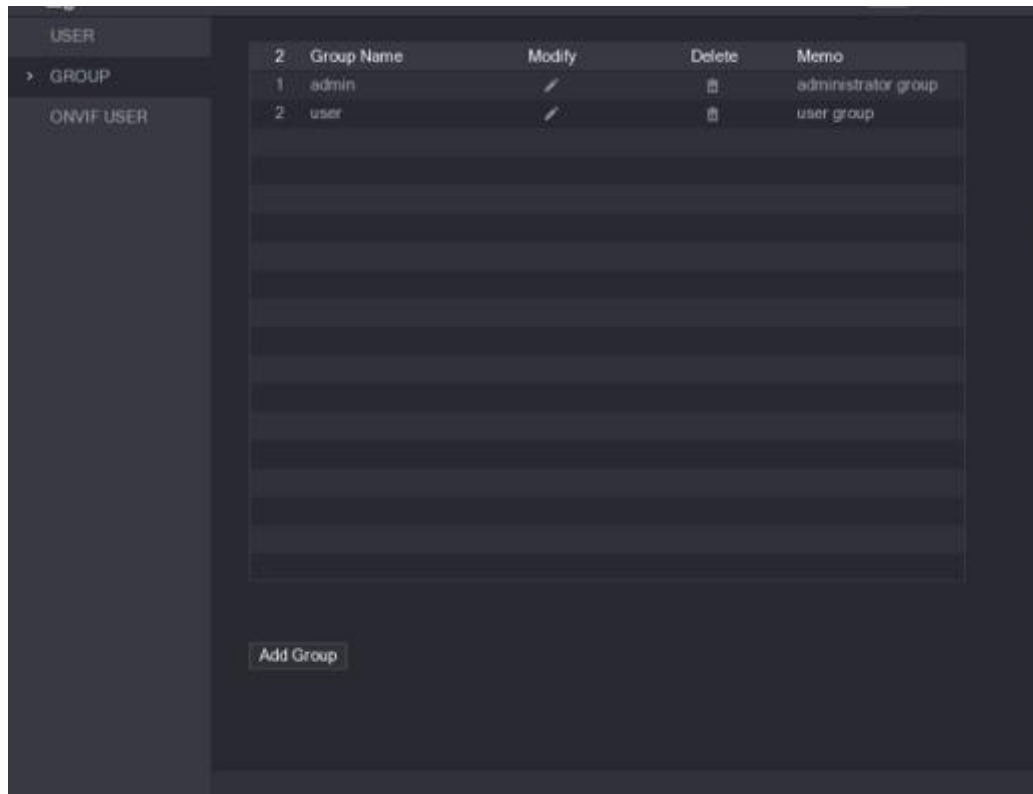 USER
GROUP
ONVIF USER
2 Group Name Modify Delete Memo
1 admin administrator group
2 user user group
Add Group